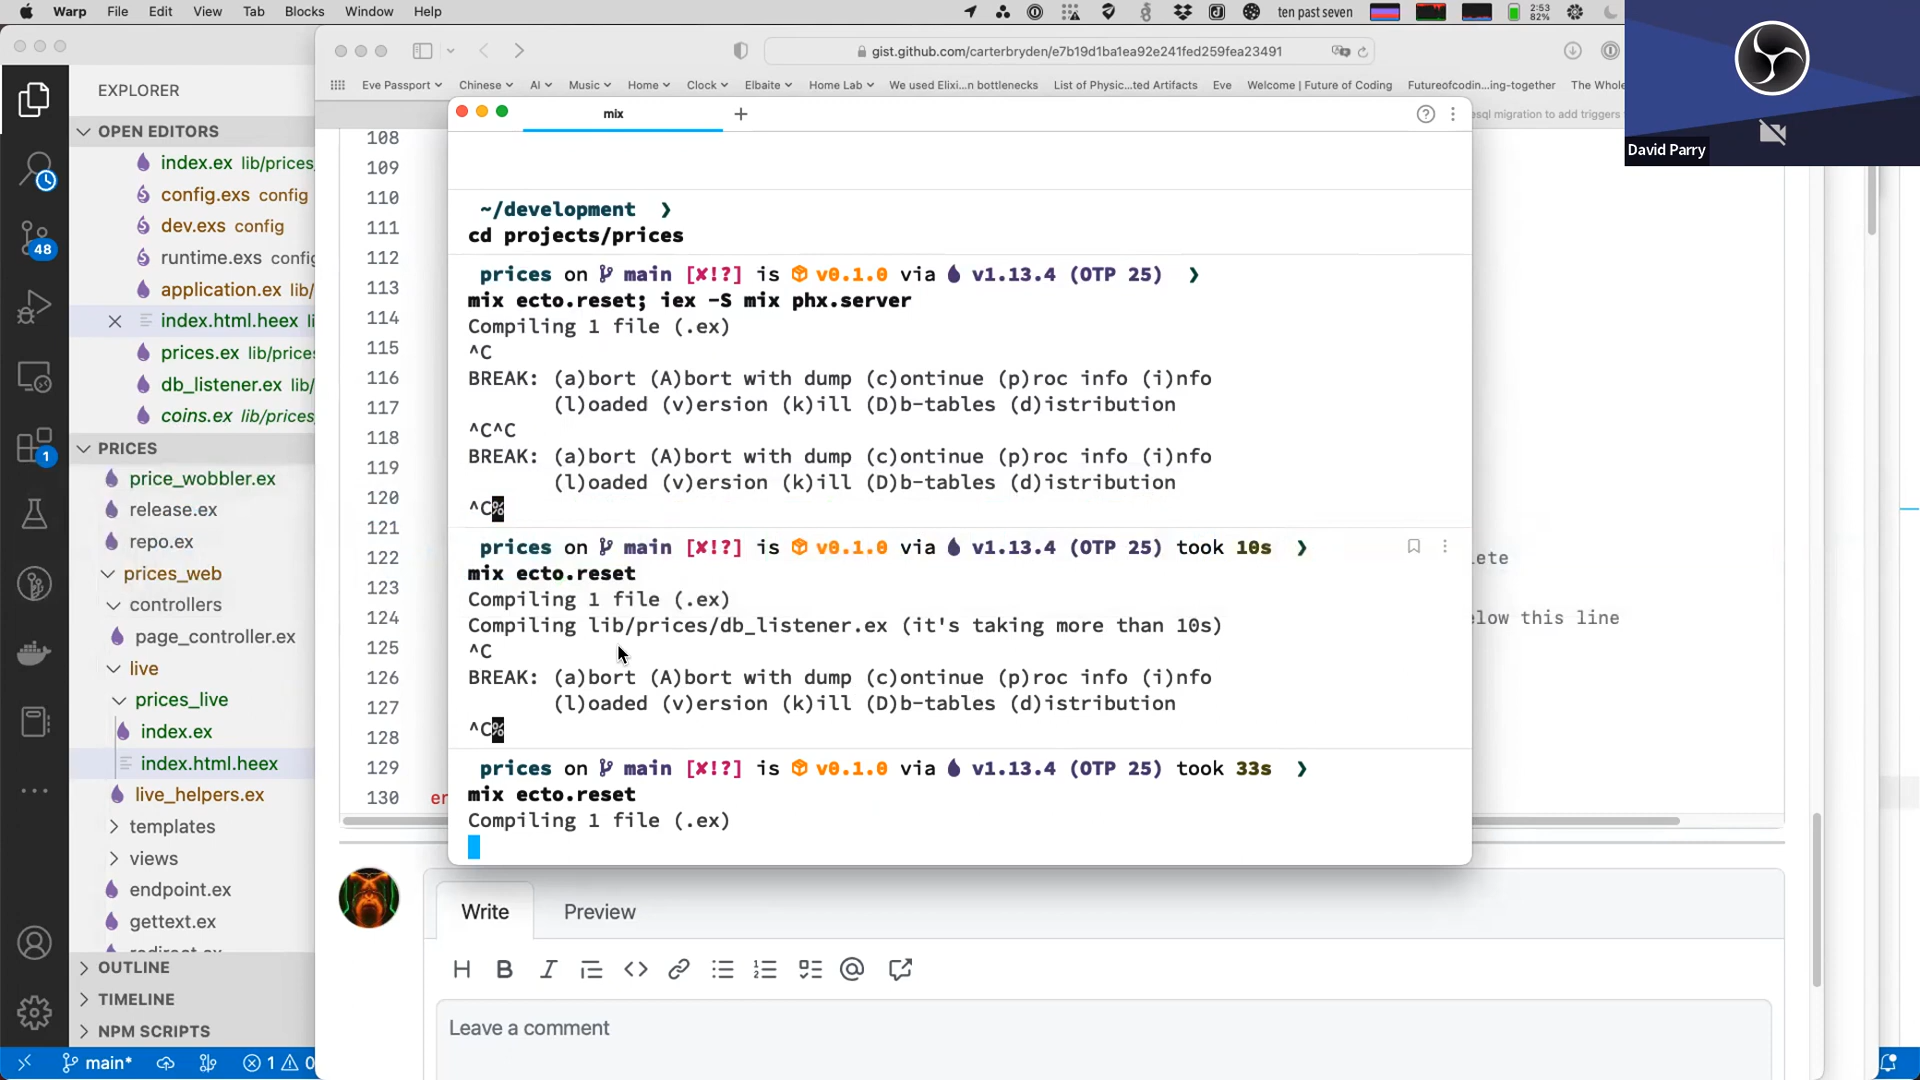 Warp File Edit View Tab Blocks Window Help
ten past seven
2:53
82%
EXPLORER
OPEN EDITORS
index.ex lib/prices
config.exs config
dev.exs config
runtime.exs config
application.ex lib/
index.html.heex
prices.ex lib/prices
db_listener.ex lib/
coins.ex lib/prices
PRICES
price_wobbler.ex
release.ex
repo.ex
prices_web
controllers
page_controller.ex
live
prices_live
index.ex
index.html.heex
live_helpers.ex
templates
views
endpoint.ex
gettext.ex
OUTLINE
TIMELINE
NPM SCRIPTS
48
1
main*
1 0
gist.github.com/carterbryden/e7b19d1ba1ea92e241fed259fea23491
Eve Passport Chinese AI Music Home Clock Elbaite Home Lab We used Elixi...n bottlenecks List of Physic...ted Artifacts Eve Welcome | Future of Coding Futureofcodin...ing-together The Whole
esql migration to add triggers
108
109
110
111
112
113
114
115
116
117
118
119
120
121
122
123
124
125
126
127
128
129
130 er
lete
elow this line
mix
~/development ❯
cd projects/prices
prices on main [✘!?] is v0.1.0 via v1.13.4 (OTP 25) ❯
mix ecto.reset; iex -S mix phx.server
Compiling 1 file (.ex)
^C
BREAK: (a)bort (A)bort with dump (c)ontinue (p)roc info (i)nfo
(l)oaded (v)ersion (k)ill (D)b-tables (d)istribution
^C^C
BREAK: (a)bort (A)bort with dump (c)ontinue (p)roc info (i)nfo
(l)oaded (v)ersion (k)ill (D)b-tables (d)istribution
^C%
prices on main [✘!?] is v0.1.0 via v1.13.4 (OTP 25) took 10s ❯
mix ecto.reset
Compiling 1 file (.ex)
Compiling lib/prices/db_listener.ex (it's taking more than 10s)
^C
BREAK: (a)bort (A)bort with dump (c)ontinue (p)roc info (i)nfo
(l)oaded (v)ersion (k)ill (D)b-tables (d)istribution
^C%
prices on main [✘!?] is v0.1.0 via v1.13.4 (OTP 25) took 33s ❯
mix ecto.reset
Compiling 1 file (.ex)
Write Preview
Leave a comment
David Parry